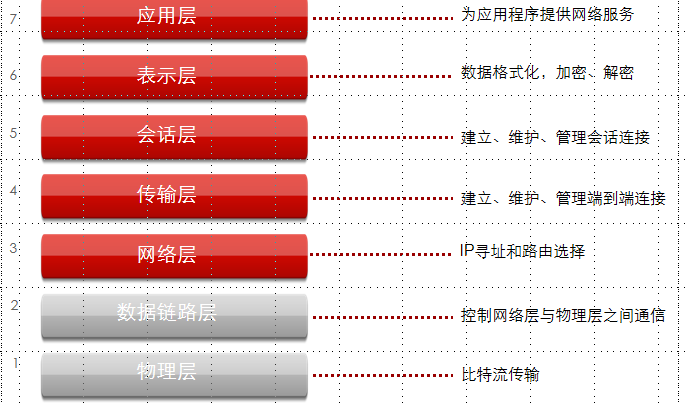 7 应用层 为应用程序提供网络服务
6 表示层 数据格式化，加密、解密
5 会话层 建立、维护、管理会话连接
4 传输层 建立、维护、管理端到端连接
3 网络层 IP寻址和路由选择
2 数据链路层 控制网络层与物理层之间通信
1 物理层 比特流传输